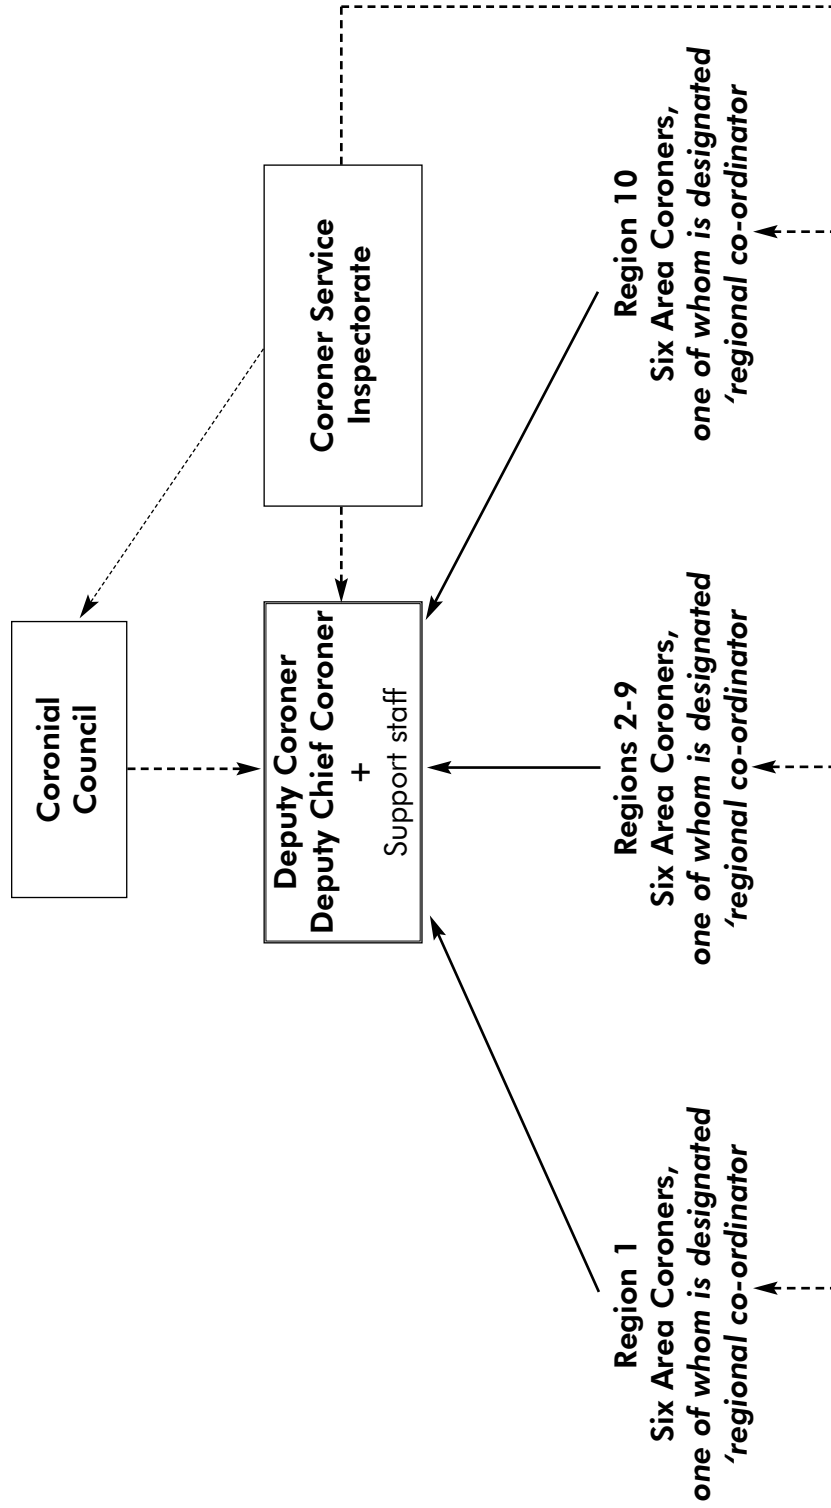 Coronial
Council
Deputy Coroner
Deputy Chief Coroner
+
Support staff
Coroner Service
Inspectorate
Region 1
Six Area Coroners,
one of whom is designated
‘regional co-ordinator
Regions 2-9
Six Area Coroners,
one of whom is designated
‘regional co-ordinator
Region 10
Six Area Coroners,
one of whom is designated
‘regional co-ordinator